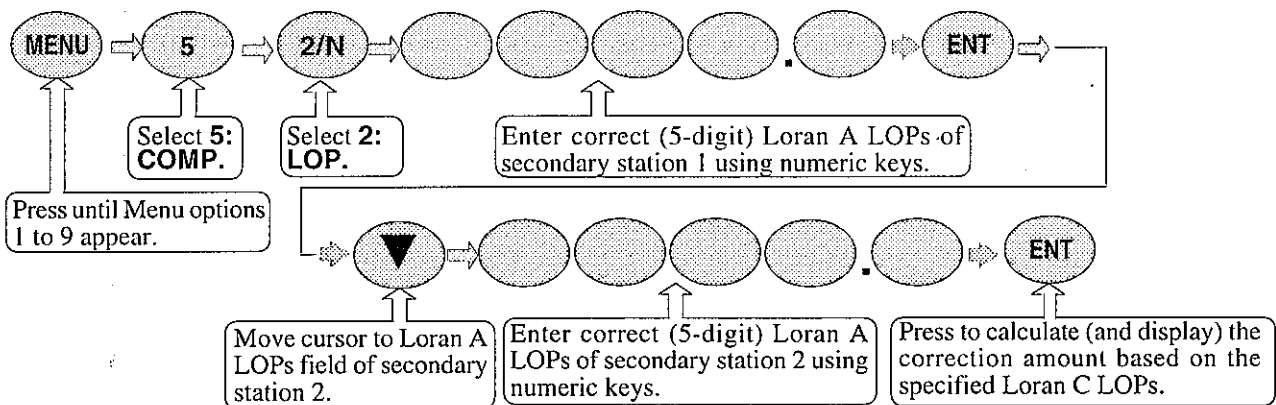 MENU 5 2/N . ENT
Select 5:
COMP.
Select 2:
LOP.
Enter correct (5-digit) Loran A LOPs of
secondary station 1 using numeric keys.
Press until Menu options
1 to 9 appear.
▼ . ENT
Move cursor to Loran A
LOPs field of secondary
station 2.
Enter correct (5-digit) Loran A
LOPs of secondary station 2 using
numeric keys.
Press to calculate (and display) the
correction amount based on the
specified Loran C LOPs.